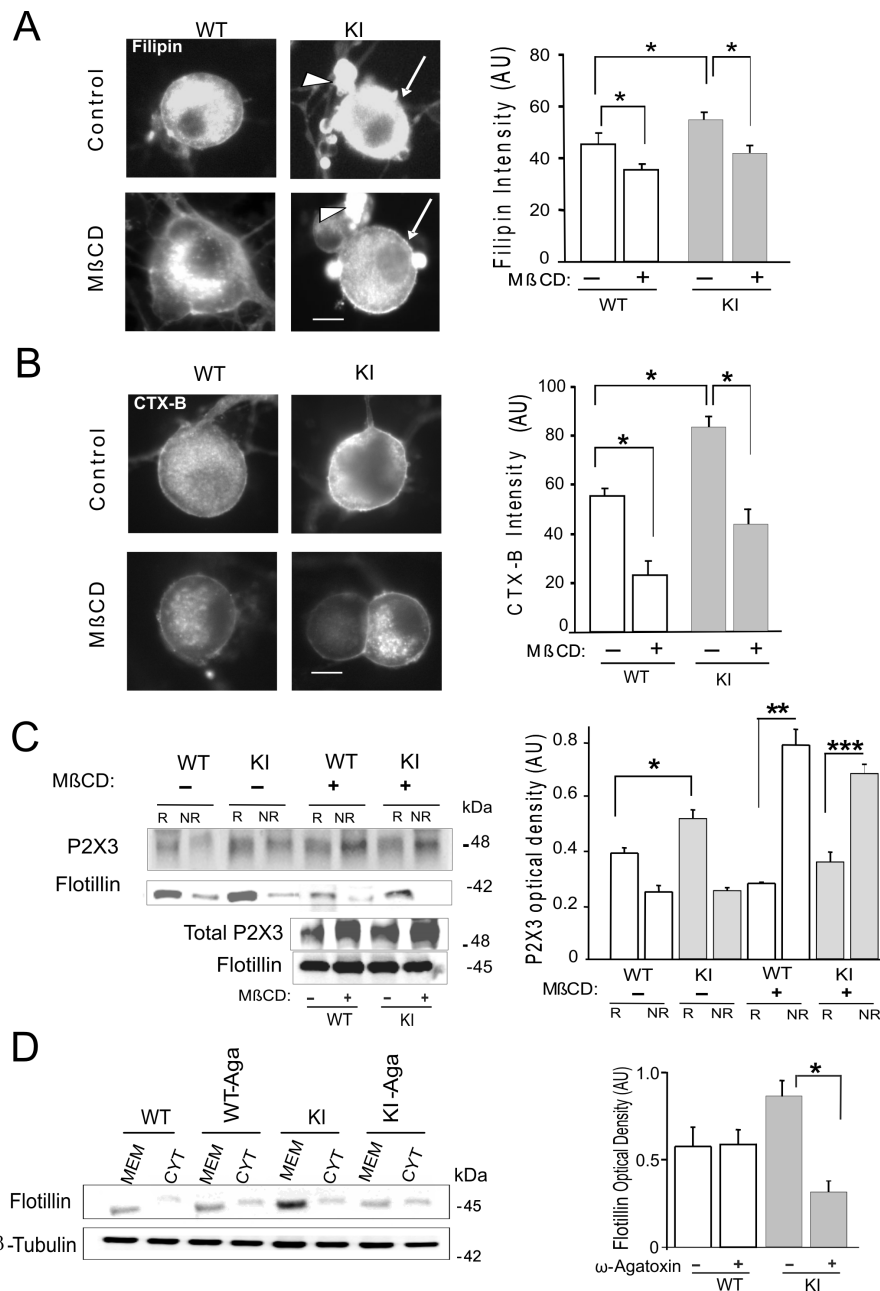 A
WT KI
Filipin
Control
MßCD
Filipin Intensity (AU)
80
60
40
20
0
* * *
*
MßCD: – + – +
WT KI
B
WT KI
CTX-B
Control
MßCD
CTX-B Intensity (AU)
100
80
60
40
20
0
* *
*
MßCD: – + – +
WT KI
C
WT KI WT KI
MßCD: – – + +
R NR R NR R NR R NR
kDa
P2X3 -48
Flotillin -42
Total P2X3 -48
Flotillin -45
MßCD: – + – +
WT KI
P2X3 optical density (AU)
0.8
0.6
0.4
0.2
0
* ** ***
WT KI WT KI
MßCD: – – + +
R NR R NR R NR R NR
D
WT WT-Aga KI KI-Aga
MEM CYT MEM CYT MEM CYT MEM CYT
kDa
Flotillin -45
β-Tubulin -42
Flotillin Optical Density (AU)
1.0
0.5
0
*
ω-Agatoxin – + – +
WT KI